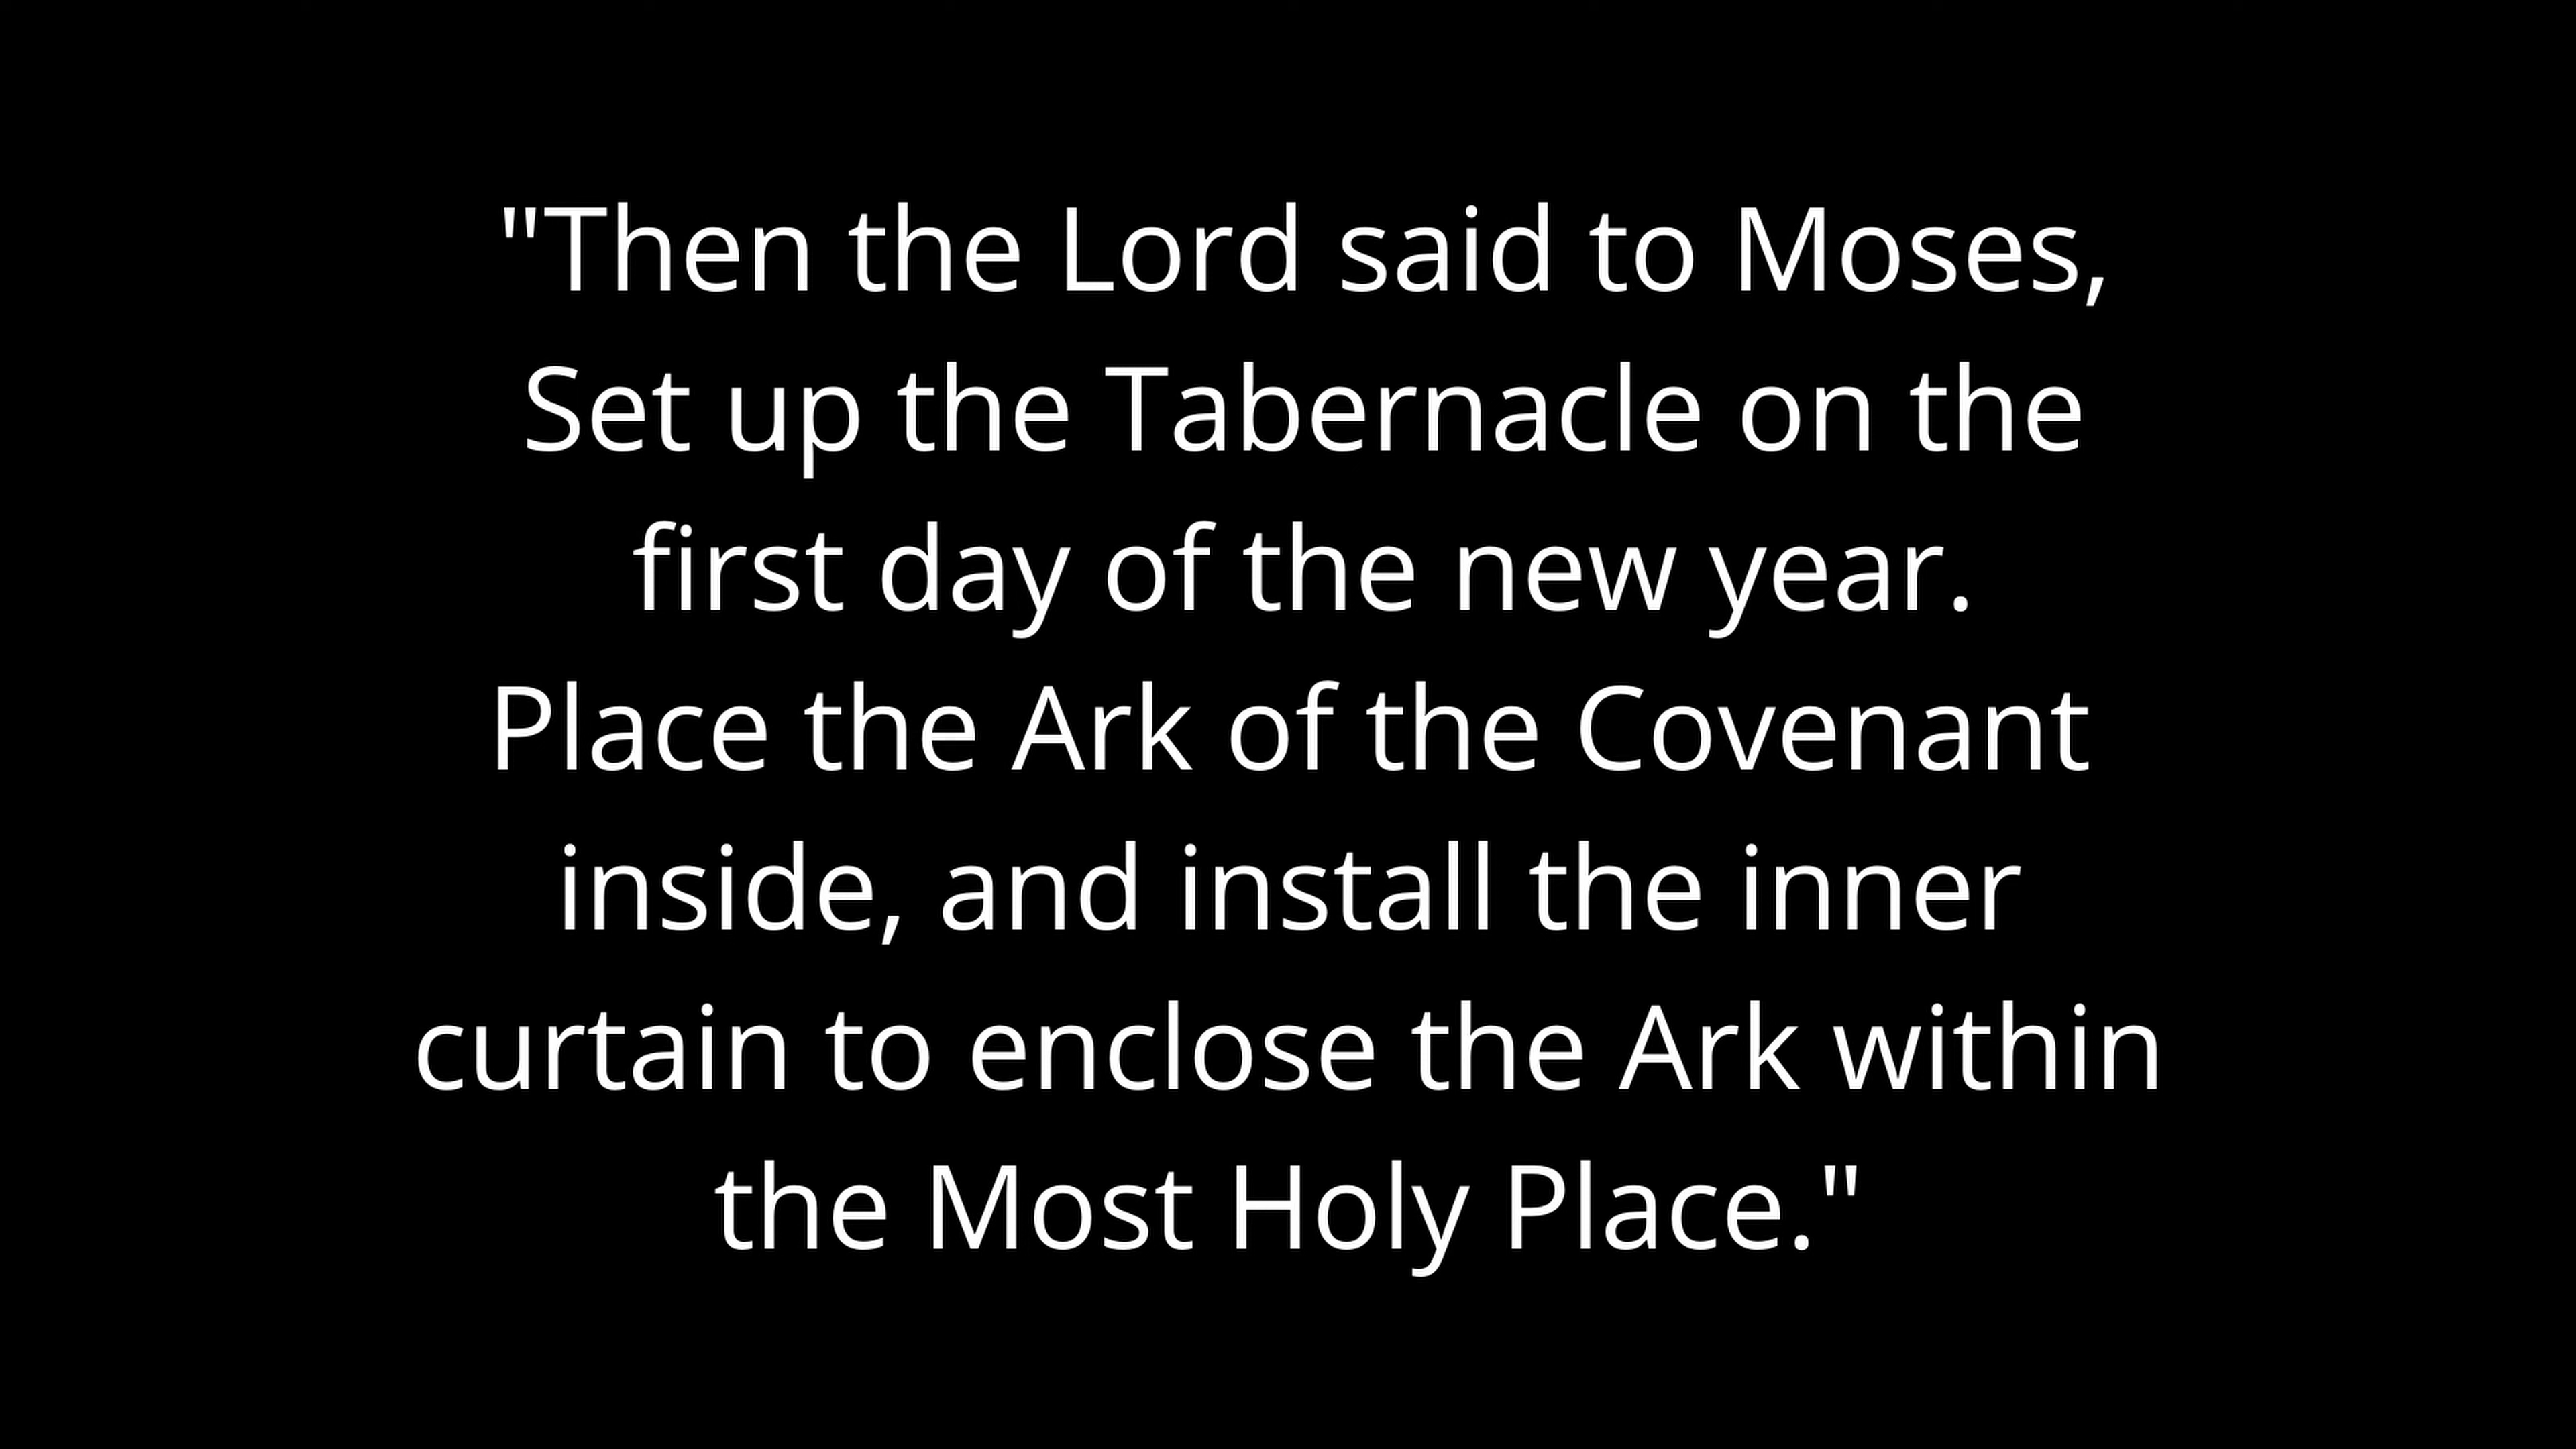 "Then the Lord said to Moses,
Set up the Tabernacle on the
first day of the new year.
Place the Ark of the Covenant
inside, and install the inner
curtain to enclose the Ark within
the Most Holy Place."